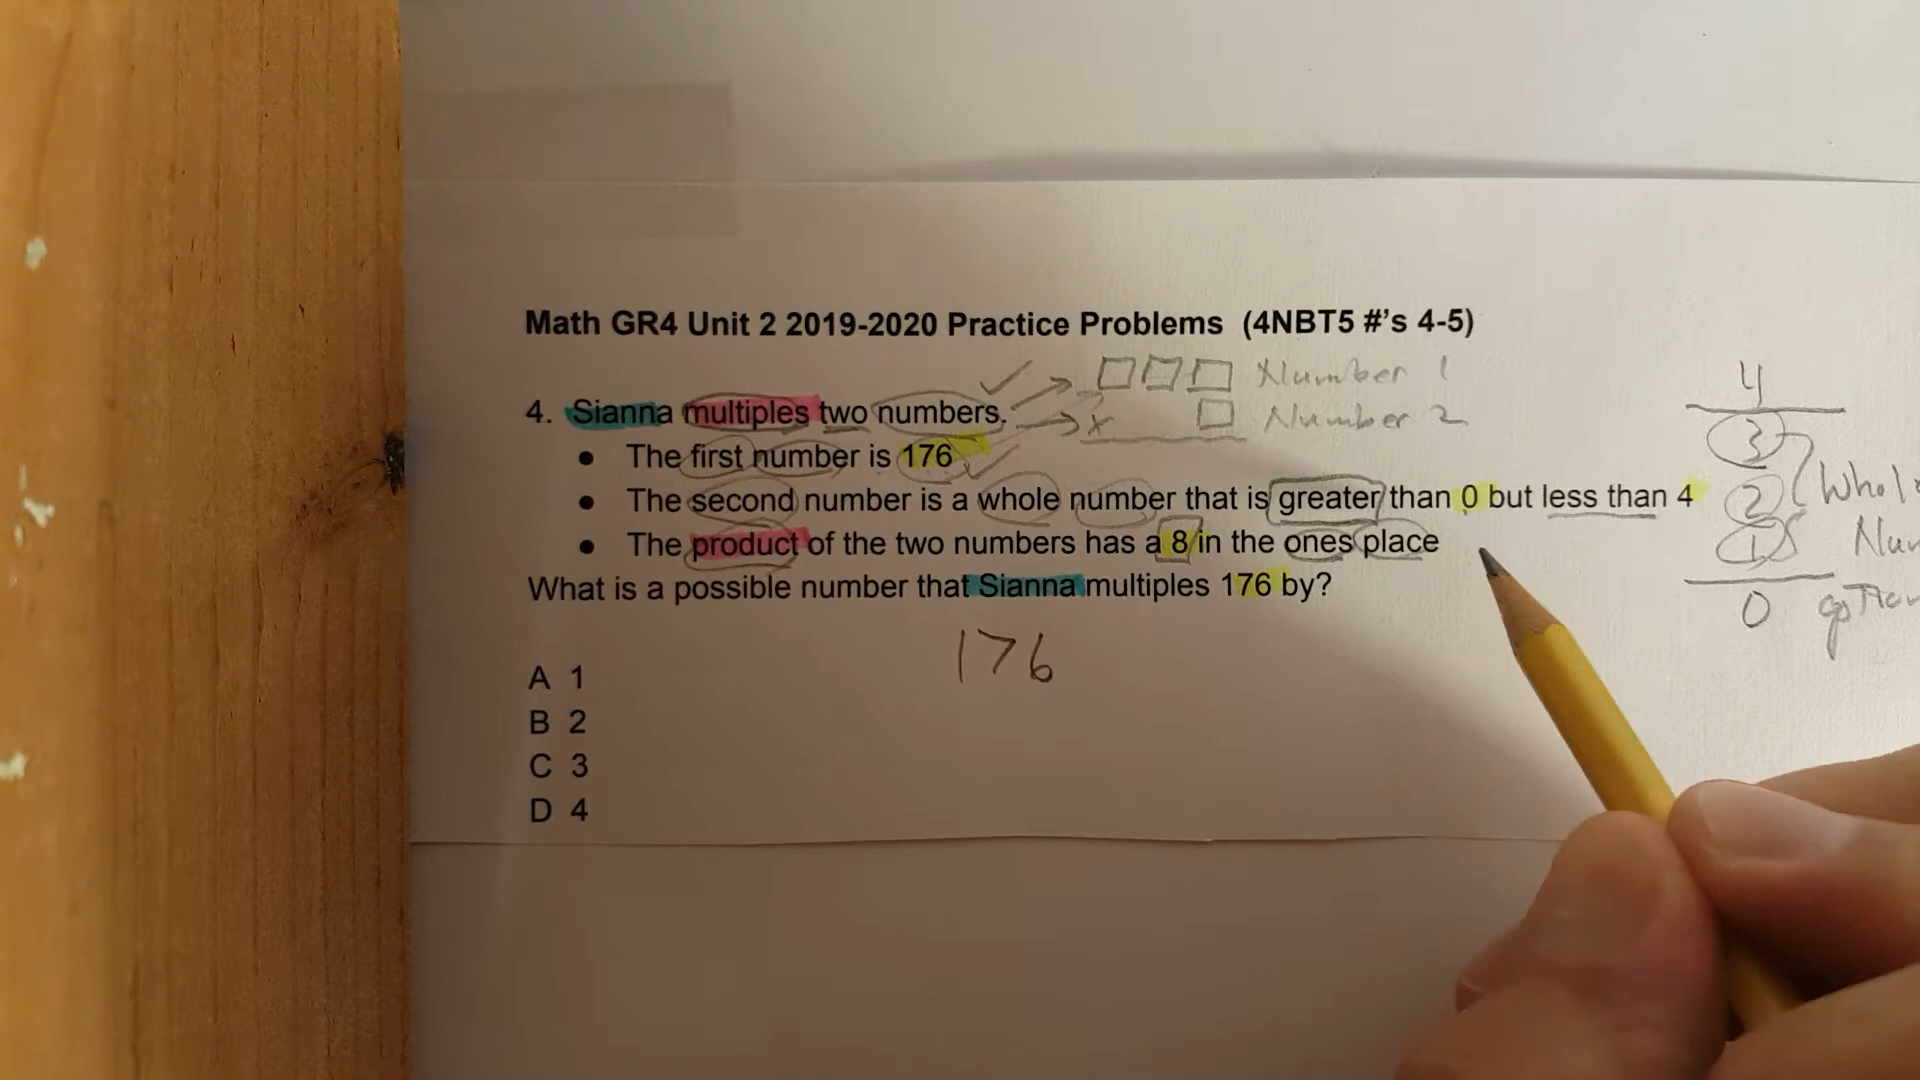 Math GR4 Unit 2 2019-2020 Practice Problems (4NBT5 #'s 4-5)
Number 1
4. Sianna multiples two numbers.
x Number 2
• The first number is 176
• The second number is a whole number that is greater than 0 but less than 4
• The product of the two numbers has a 8 in the ones place
What is a possible number that Sianna multiples 176 by?
176
A 1
B 2
C 3
D 4
4
3
2
1
0